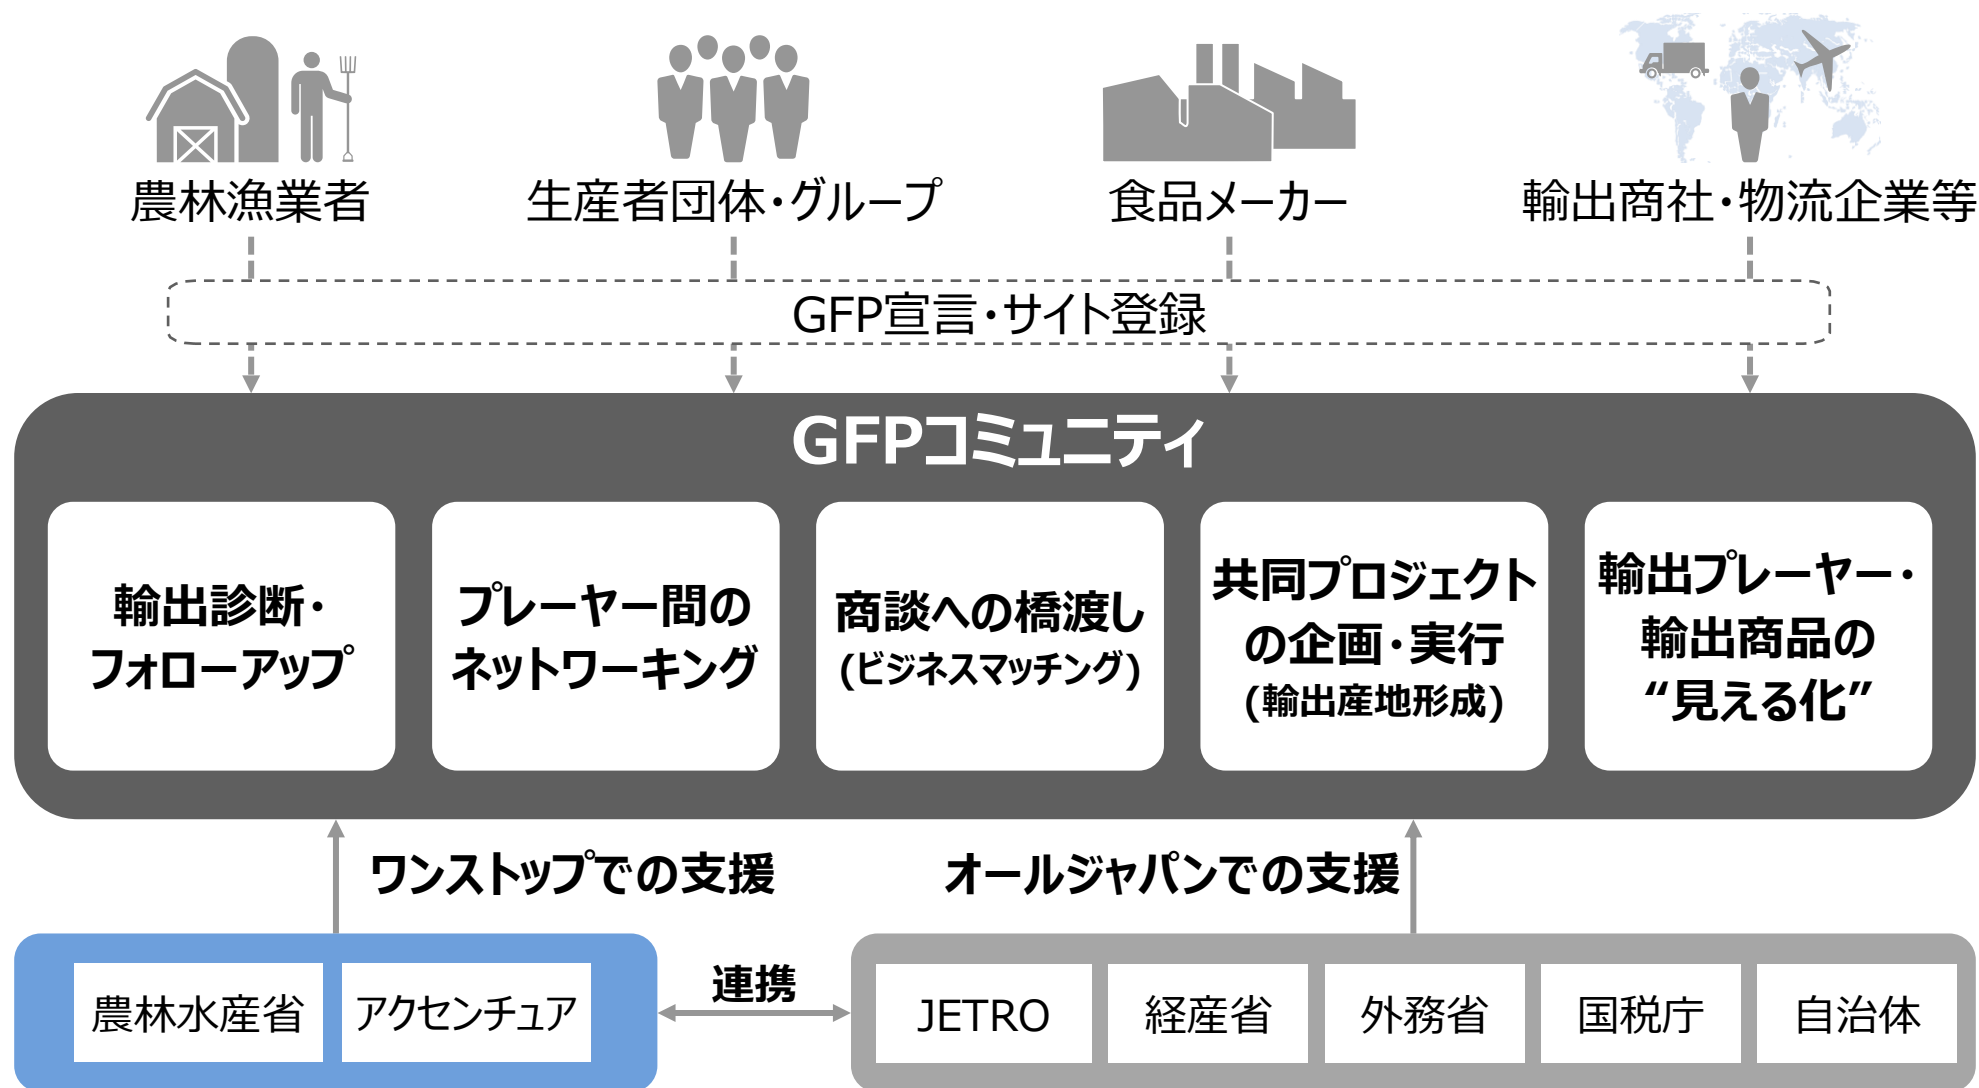 農林漁業者
生産者団体・グループ
食品メーカー
輸出商社・物流企業等
GFP宣言・サイト登録
GFPコミュニティ
輸出診断・
フォローアップ
プレーヤー間の
ネットワーキング
商談への橋渡し
(ビジネスマッチング)
共同プロジェクト
の企画・実行
(輸出産地形成)
輸出プレーヤー・
輸出商品の
“見える化”
ワンストップでの支援
オールジャパンでの支援
農林水産省
アクセンチュア
連携
JETRO
経産省
外務省
国税庁
自治体